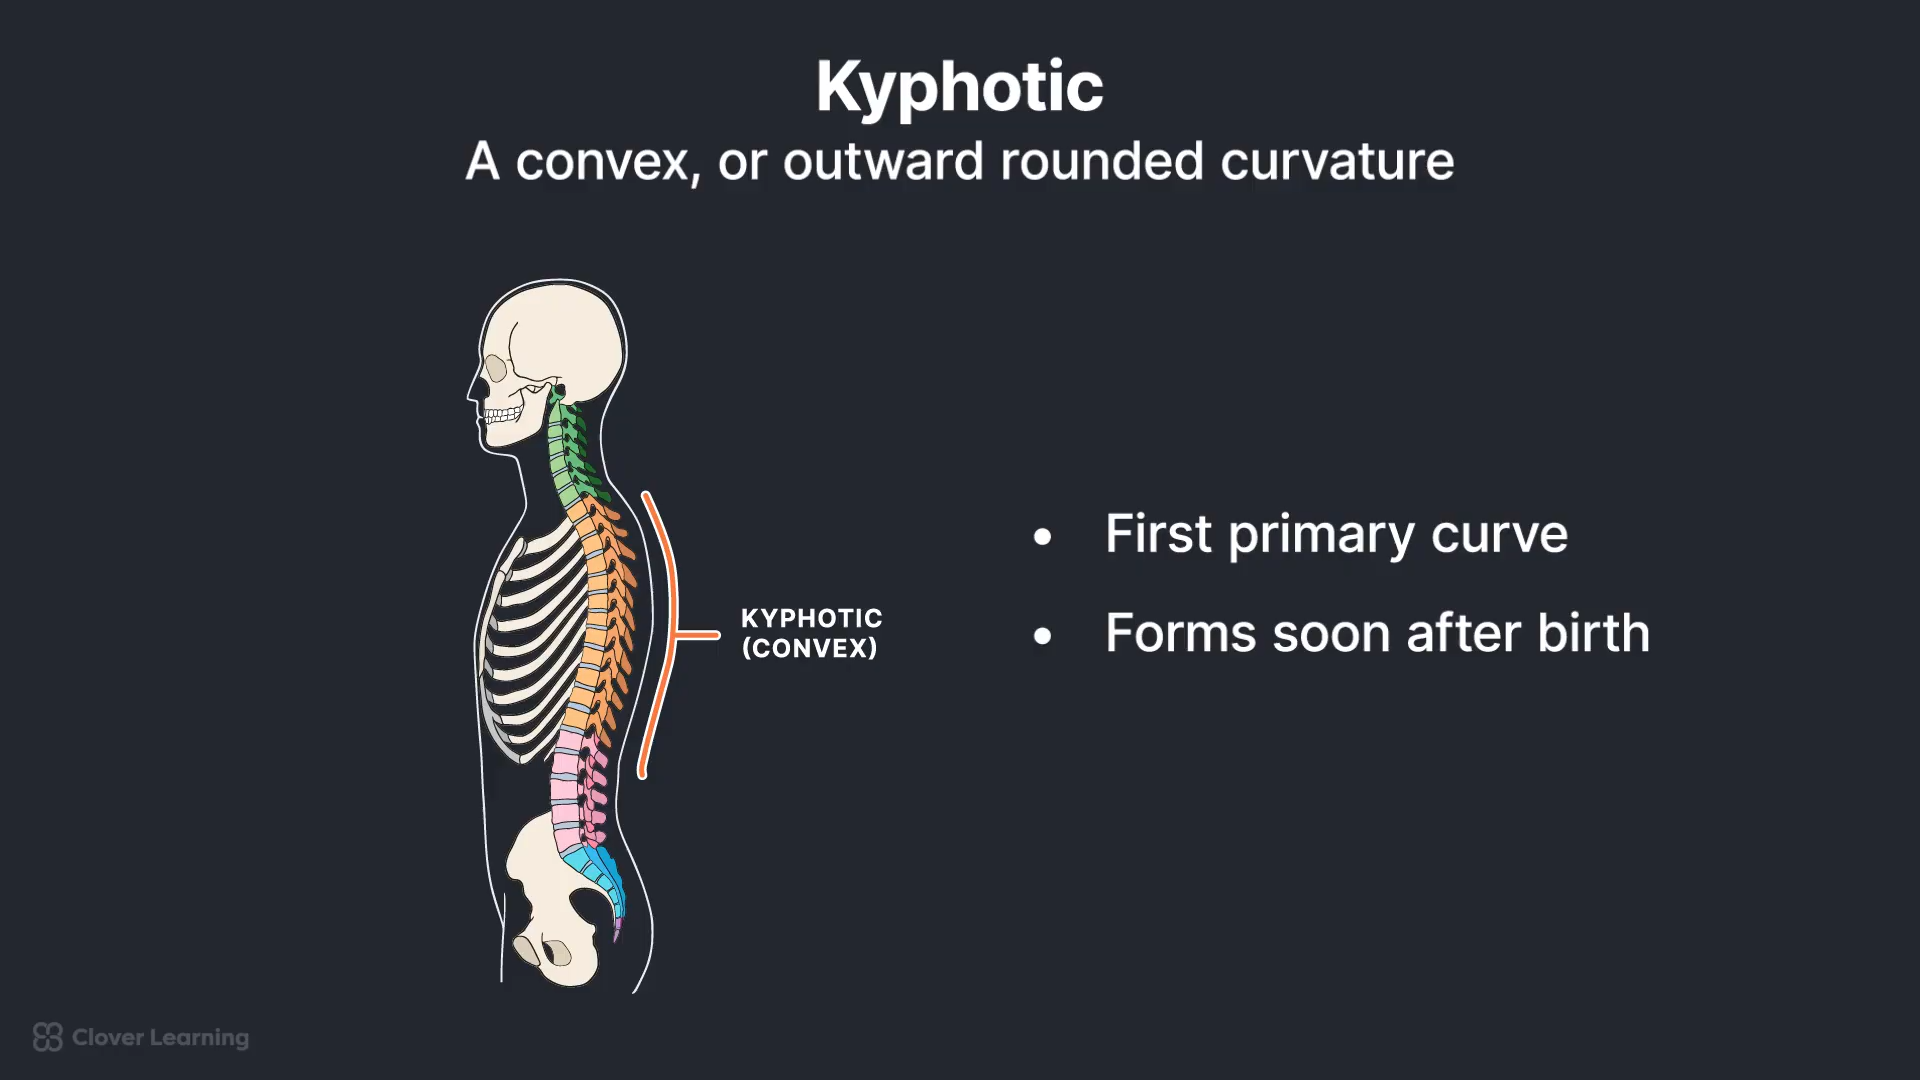 Kyphotic
A convex, or outward rounded curvature
KYPHOTIC
(CONVEX)
• First primary curve
• Forms soon after birth
Clover Learning